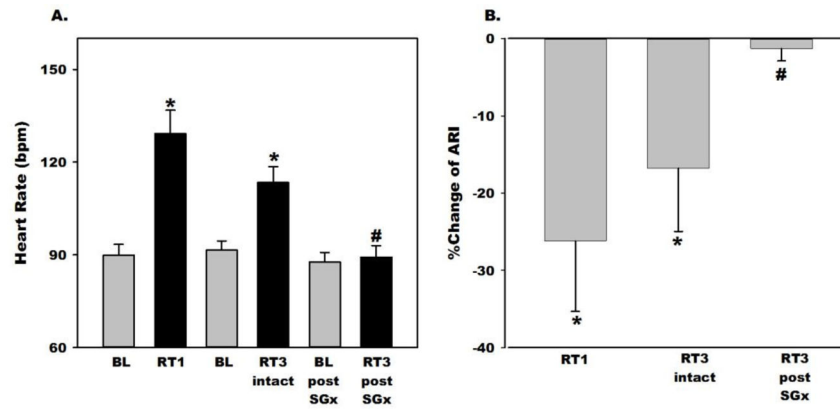 A.
Heart Rate (bpm)
150
120
90
60
*
*
#
BL
RT1
BL
RT3
intact
BL
post
SGx
RT3
post
SGx
B.
%Change of ARI
0
-10
-20
-30
-40
*
*
#
RT1
RT3
intact
RT3
post
SGx